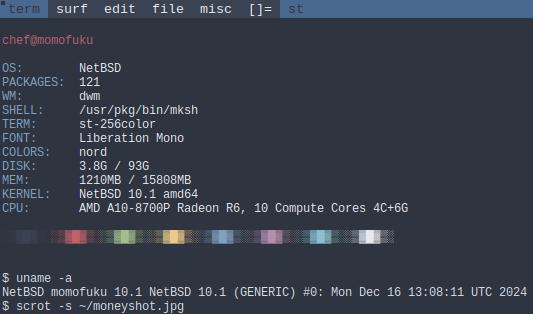 term surf edit file misc []= st
chef@momofuku
OS: NetBSD
PACKAGES: 121
WM: dwm
SHELL: /usr/pkg/bin/mksh
TERM: st-256color
FONT: Liberation Mono
COLORS: nord
DISK: 3.8G / 93G
MEM: 1210MB / 15808MB
KERNEL: NetBSD 10.1 amd64
CPU: AMD A10-8700P Radeon R6, 10 Compute Cores 4C+6G
$ uname -a
NetBSD momofuku 10.1 NetBSD 10.1 (GENERIC) #0: Mon Dec 16 13:08:11 UTC 2024
$ scrot -s ~/moneyshot.jpg